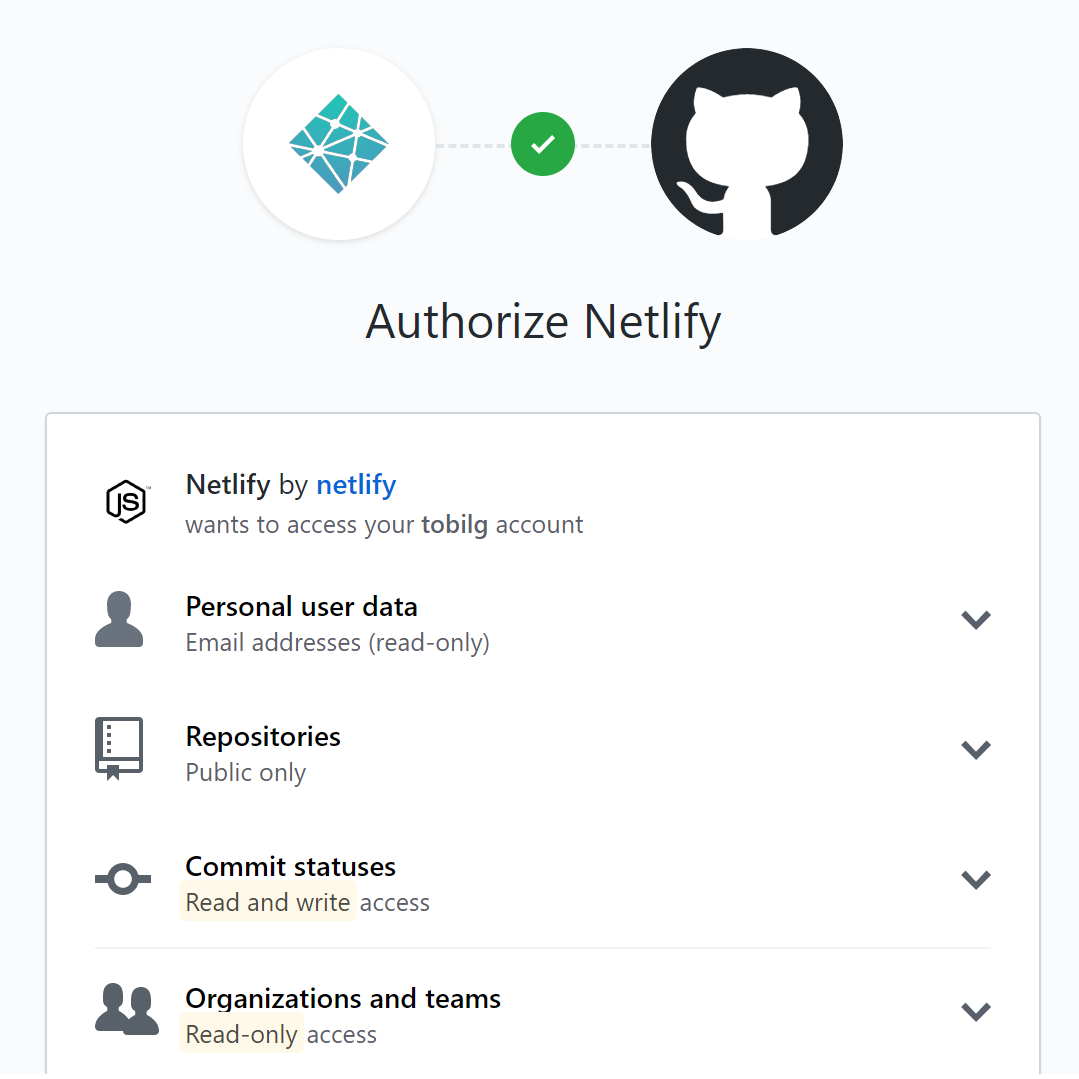 Authorize Netlify
JS™
Netlify by netlify
wants to access your tobilg account
Personal user data
Email addresses (read-only)
Repositories
Public only
Commit statuses
Read and write access
Organizations and teams
Read-only access